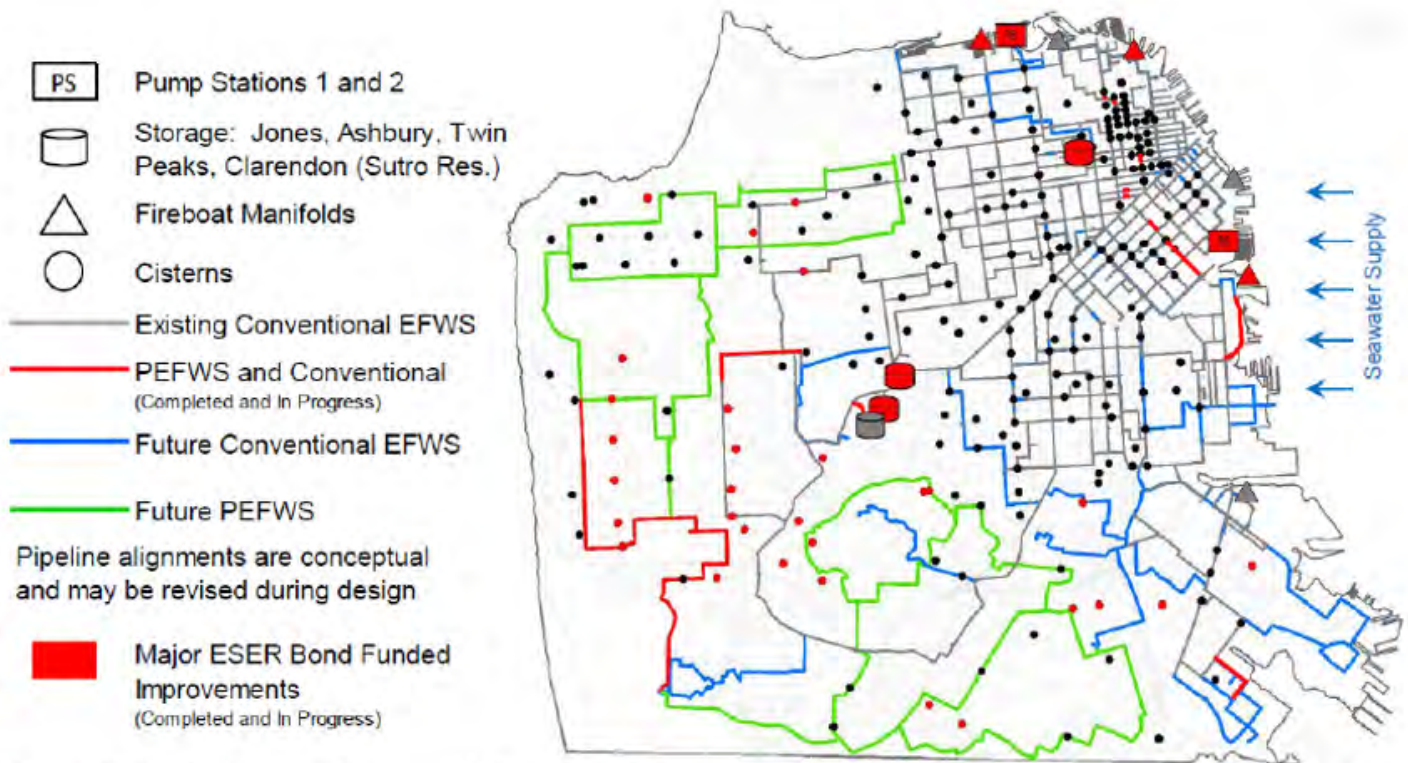 PS
Pump Stations 1 and 2
Storage: Jones, Ashbury, Twin
Peaks, Clarendon (Sutro Res.)
Fireboat Manifolds
Cisterns
Existing Conventional EFWS
PEFWS and Conventional
(Completed and In Progress)
Future Conventional EFWS
Future PEFWS
Pipeline alignments are conceptual
and may be revised during design
Major ESER Bond Funded
Improvements
(Completed and In Progress)
PS
PS
Seawater Supply